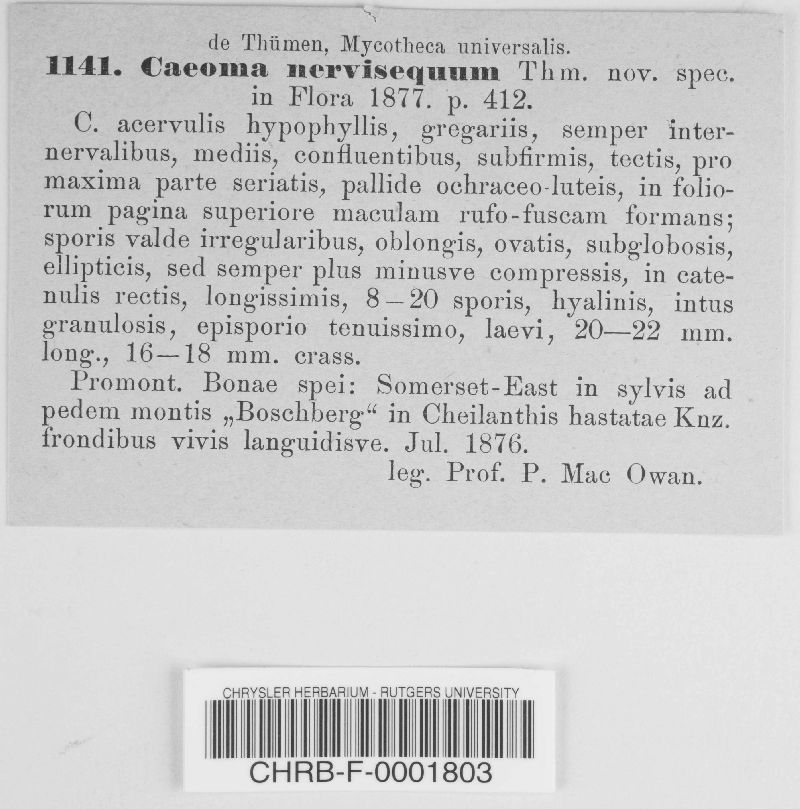 de Thümen, Mycotheca universalis.
1141. Caeoma nervisequum Thm. nov. spec.
in Flora 1877. p. 412.
C. acervulis hypophyllis, gregariis, semper inter-
nervalibus, mediis, confluentibus, subfirmis, tectis, pro
maxima parte seriatis, pallide ochraceo-luteis, in folio-
rum pagina superiore maculam rufo-fuscam formans;
sporis valde irregularibus, oblongis, ovatis, subglobosis,
ellipticis, sed semper plus minusve compressis, in cate-
nulis rectis, longissimis, 8—20 sporis, hyalinis, intus
granulosis, episporio tenuissimo, laevi, 20—22 mm.
long., 16—18 mm. crass.
Promont. Bonae spei: Somerset-East in sylvis ad
pedem montis „Boschberg“ in Cheilanthis hastatae Knz.
frondibus vivis languidisve. Jul. 1876.
leg. Prof. P. Mac Owan.
CHRYSLER HERBARIUM - RUTGERS UNIVERSITY
CHRB-F-0001803